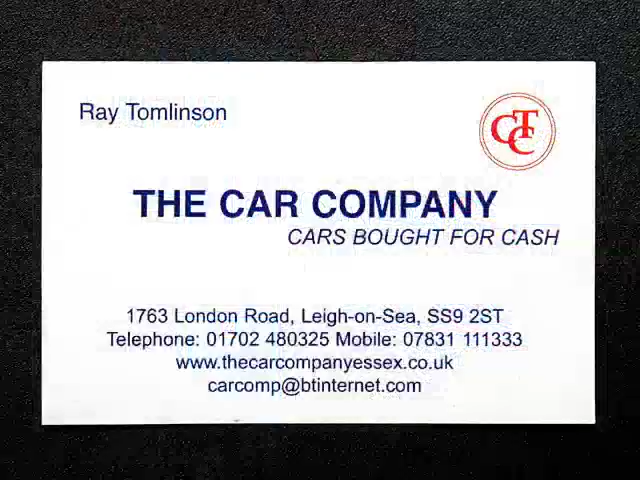 Ray Tomlinson
CTC
THE CAR COMPANY
CARS BOUGHT FOR CASH
1763 London Road, Leigh-on-Sea, SS9 2ST
Telephone: 01702 480325 Mobile: 07831 111333
www.thecarcompanyessex.co.uk
carcomp@btinternet.com